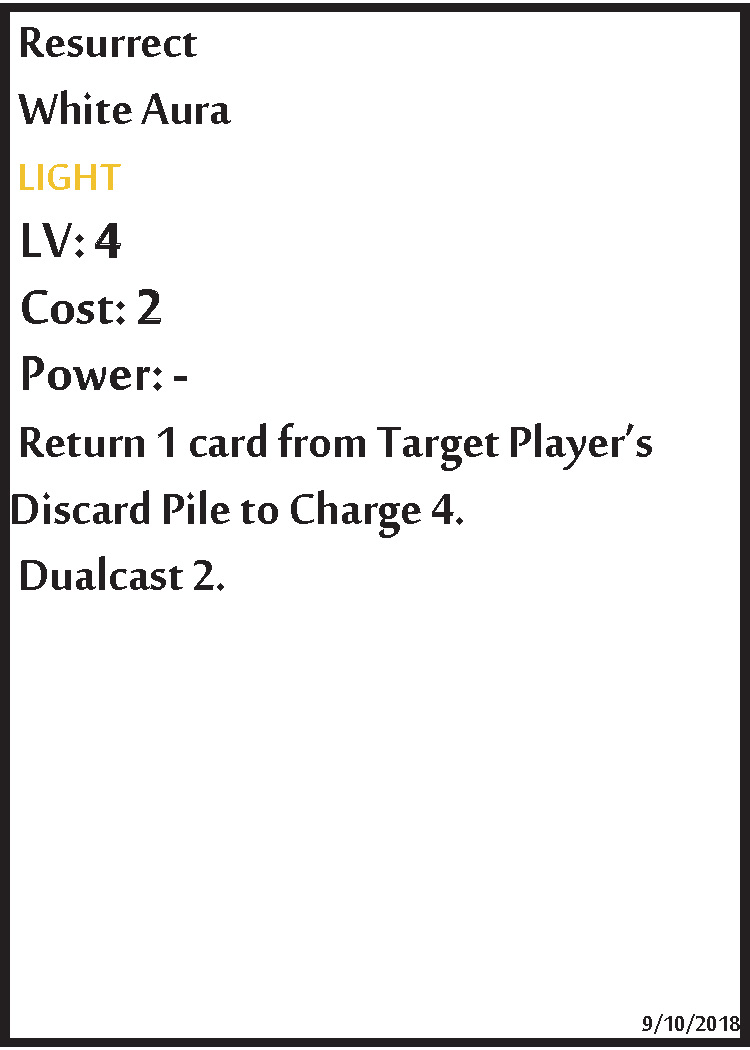 Resurrect
White Aura
LIGHT
LV: 4
Cost: 2
Power: -
Return 1 card from Target Player’s
Discard Pile to Charge 4.
Dualcast 2.
9/10/2018